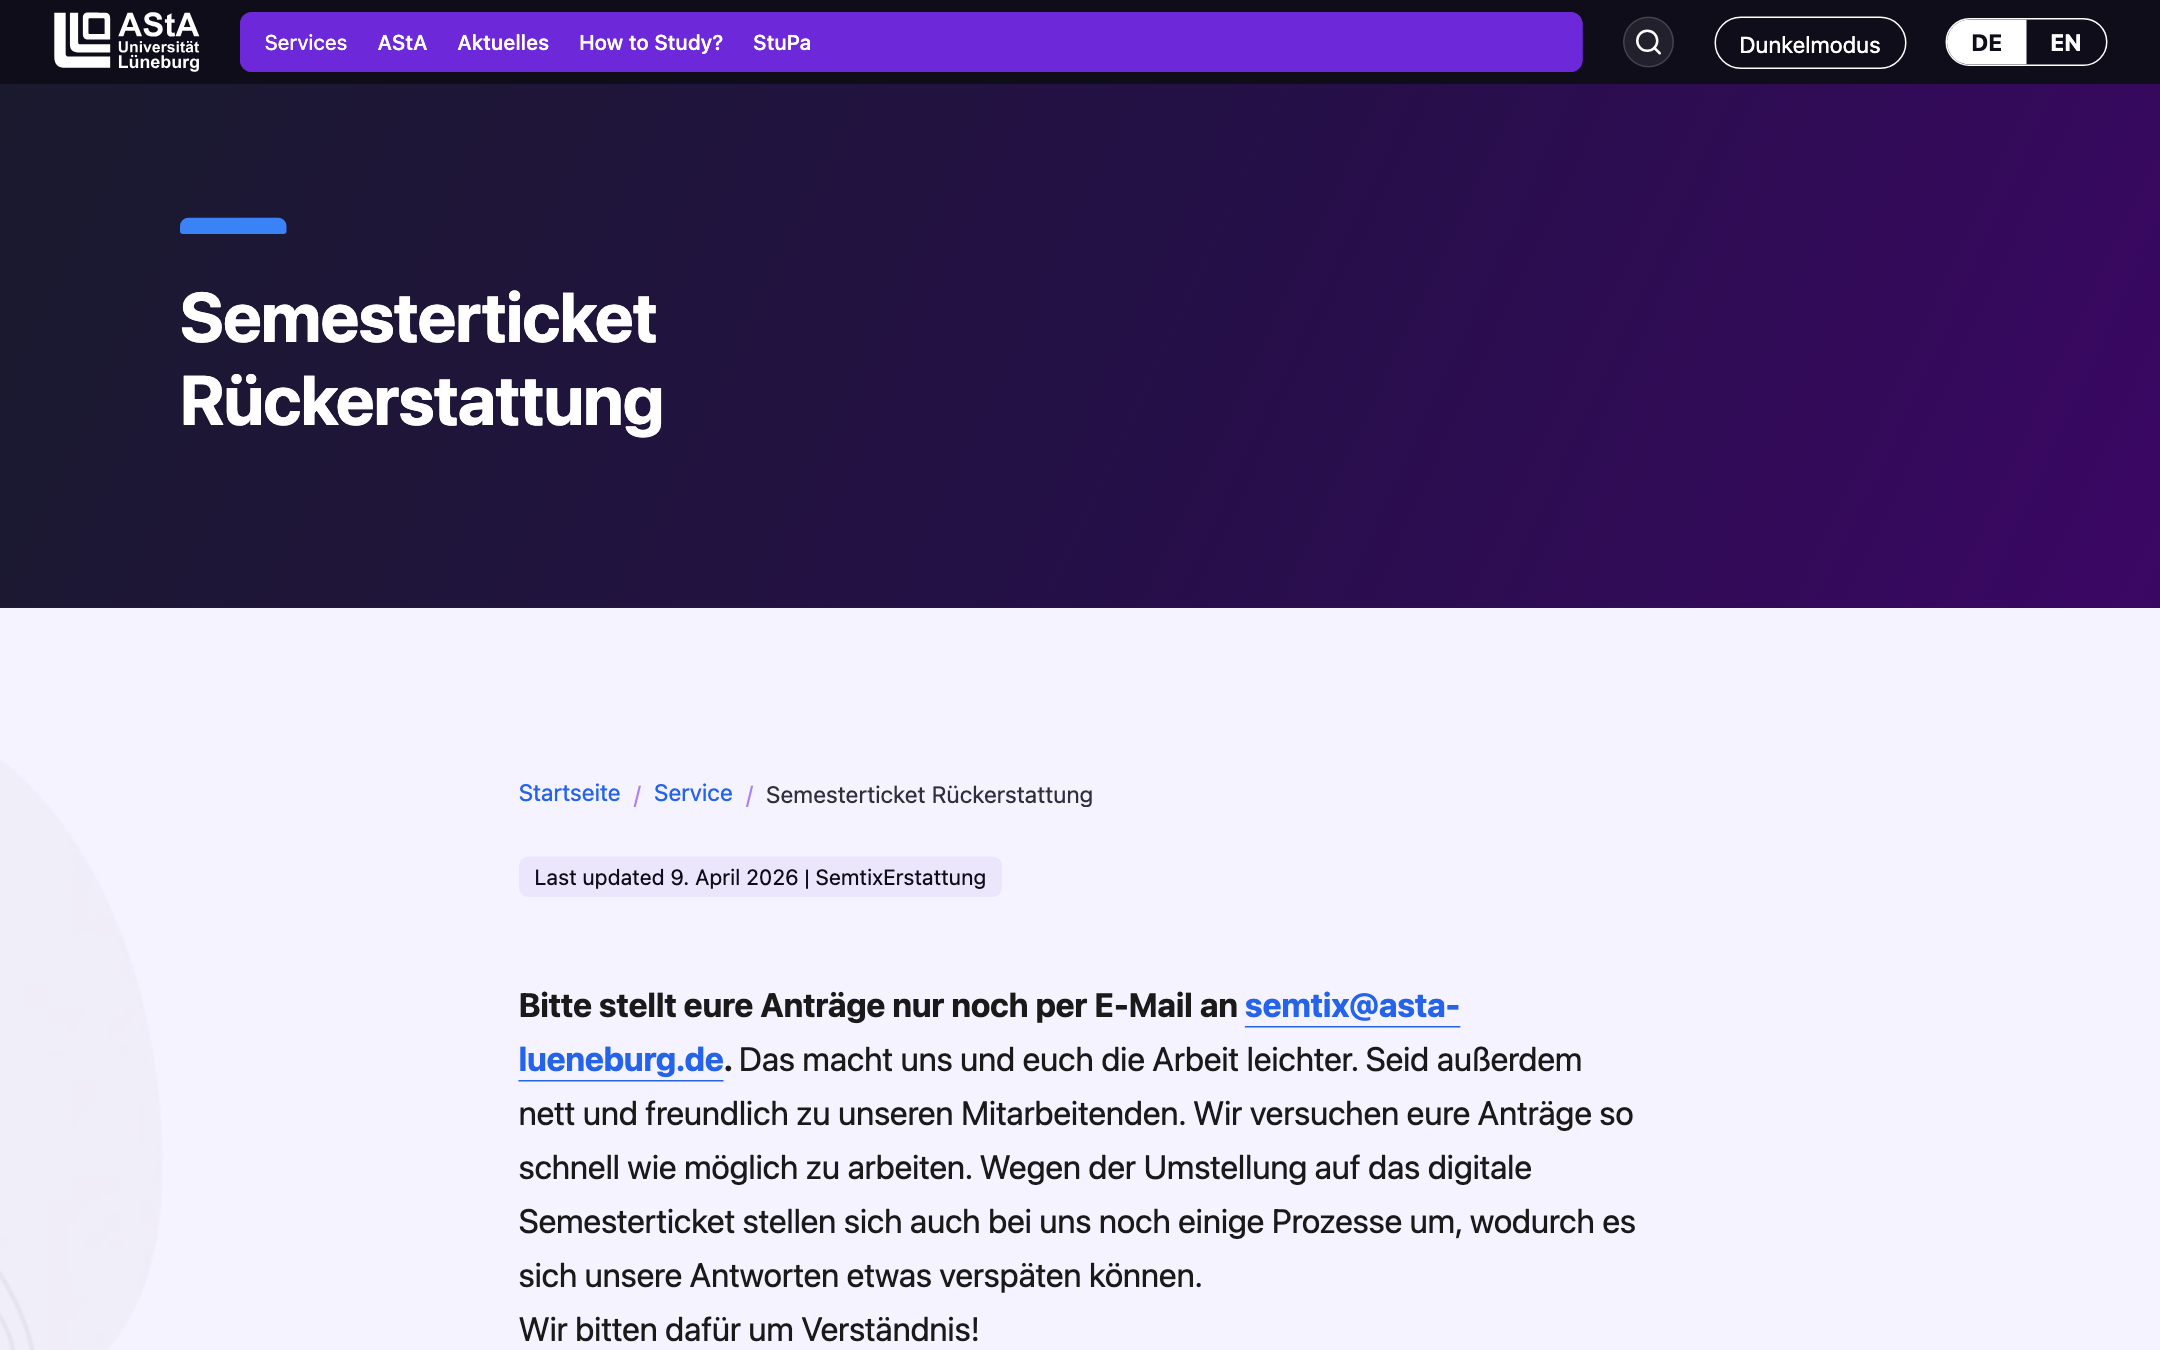 AStA
Universität
Lüneburg
Services AStA Aktuelles How to Study? StuPa
Dunkelmodus
DE EN
Semesterticket
Rückerstattung
Startseite / Service / Semesterticket Rückerstattung
Last updated 9. April 2026 | SemtixErstattung
Bitte stellt eure Anträge nur noch per E-Mail an semtix@asta-
lueneburg.de. Das macht uns und euch die Arbeit leichter. Seid außerdem
nett und freundlich zu unseren Mitarbeitenden. Wir versuchen eure Anträge so
schnell wie möglich zu arbeiten. Wegen der Umstellung auf das digitale
Semesterticket stellen sich auch bei uns noch einige Prozesse um, wodurch es
sich unsere Antworten etwas verspäten können.
Wir bitten dafür um Verständnis!